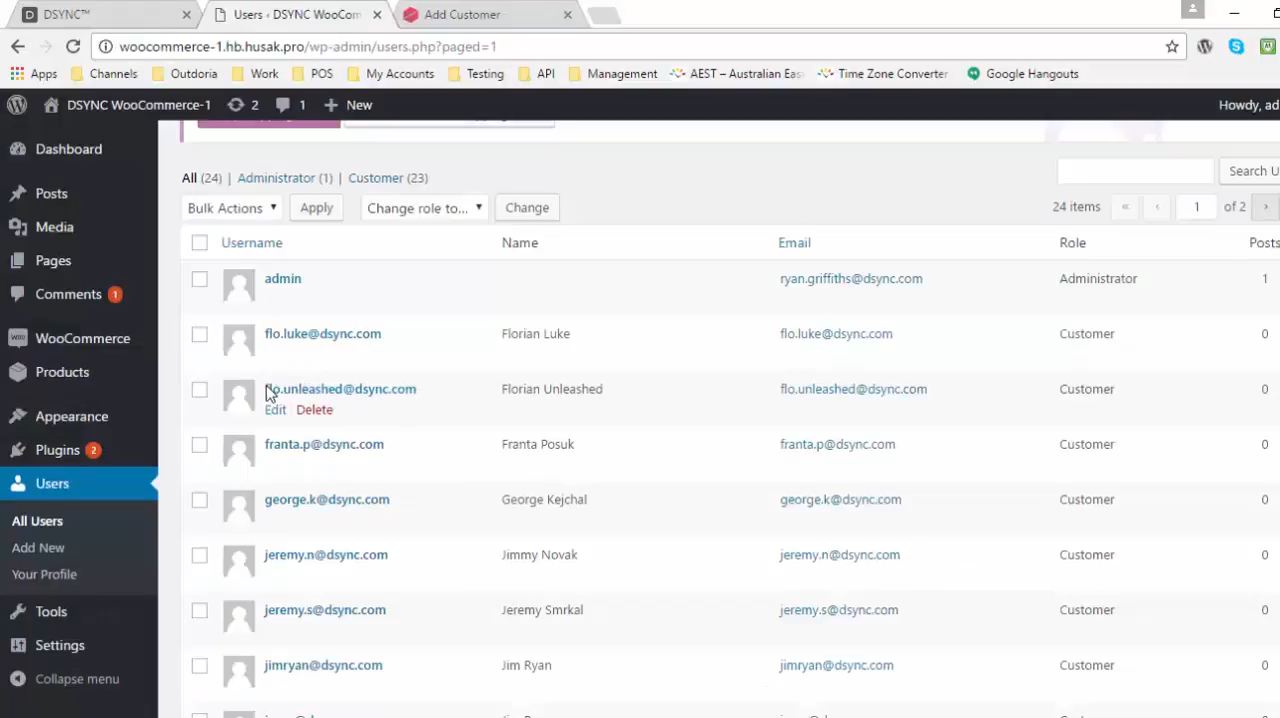 DSYNC™
Users ‹ DSYNC WooCom
Add Customer
woocommerce-1.hb.husak.pro/wp-admin/users.php?paged=1
Apps Channels Outdoria Work POS My Accounts Testing API Management AEST – Australian Eas Time Zone Converter Google Hangouts
DSYNC WooCommerce-1 2 1 + New Howdy, ad
Dashboard
Posts
Media
Pages
Comments 1
WooCommerce
Products
Appearance
Plugins 2
Users
All Users
Add New
Your Profile
Tools
Settings
Collapse menu
All (24) | Administrator (1) | Customer (23)
Search U
Bulk Actions Apply Change role to... Change 24 items « ‹ 1 of 2 ›
Username Name Email Role Posts
admin ryan.griffiths@dsync.com Administrator 1
flo.luke@dsync.com Florian Luke flo.luke@dsync.com Customer 0
flo.unleashed@dsync.com Florian Unleashed flo.unleashed@dsync.com Customer 0
Edit | Delete
franta.p@dsync.com Franta Posuk franta.p@dsync.com Customer 0
george.k@dsync.com George Kejchal george.k@dsync.com Customer 0
jeremy.n@dsync.com Jimmy Novak jeremy.n@dsync.com Customer 0
jeremy.s@dsync.com Jeremy Smrkal jeremy.s@dsync.com Customer 0
jimryan@dsync.com Jim Ryan jimryan@dsync.com Customer 0